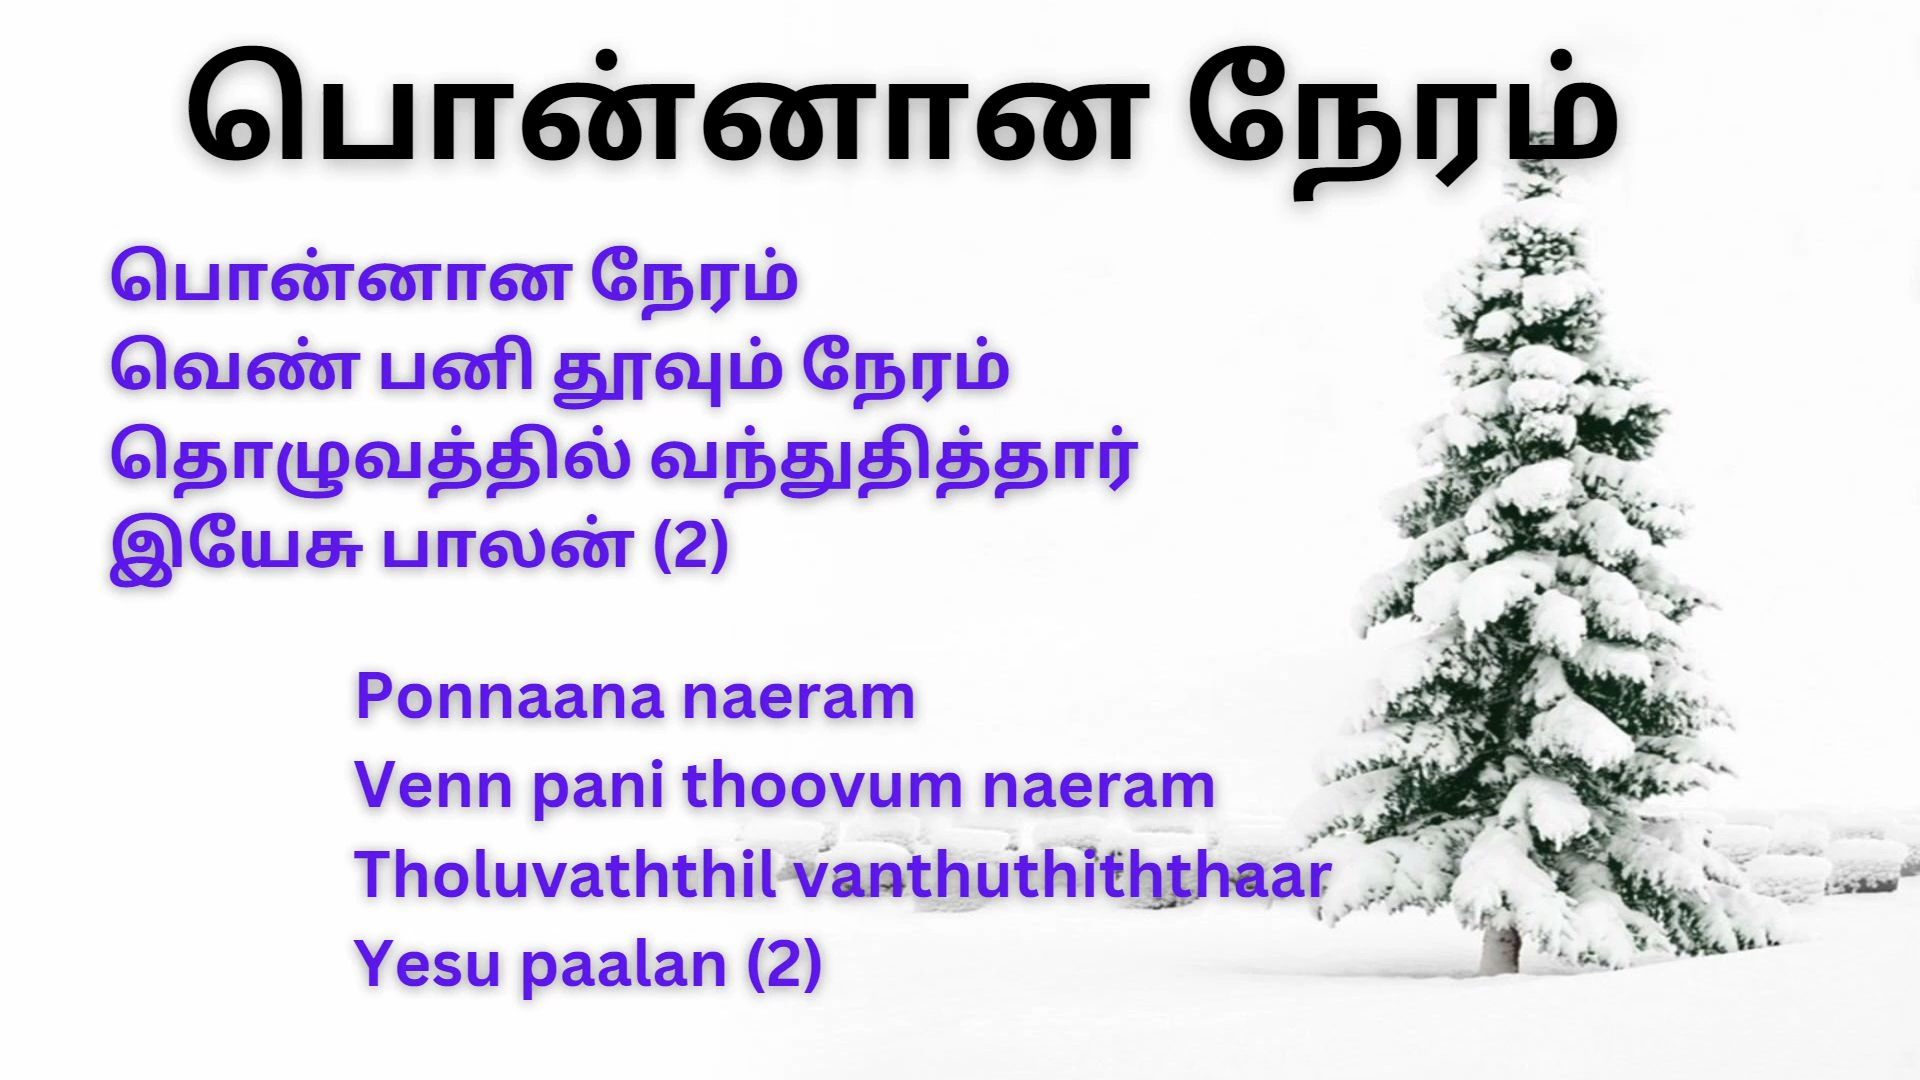 பொன்னான நேரம்
பொன்னான நேரம்
வெண் பனி தூவும் நேரம்
தொழுவத்தில் வந்துதித்தார்
இயேசு பாலன் (2)
Ponnaana naeram
Venn pani thoovum naeram
Tholuvaththil vanthuthiththaar
Yesu paalan (2)